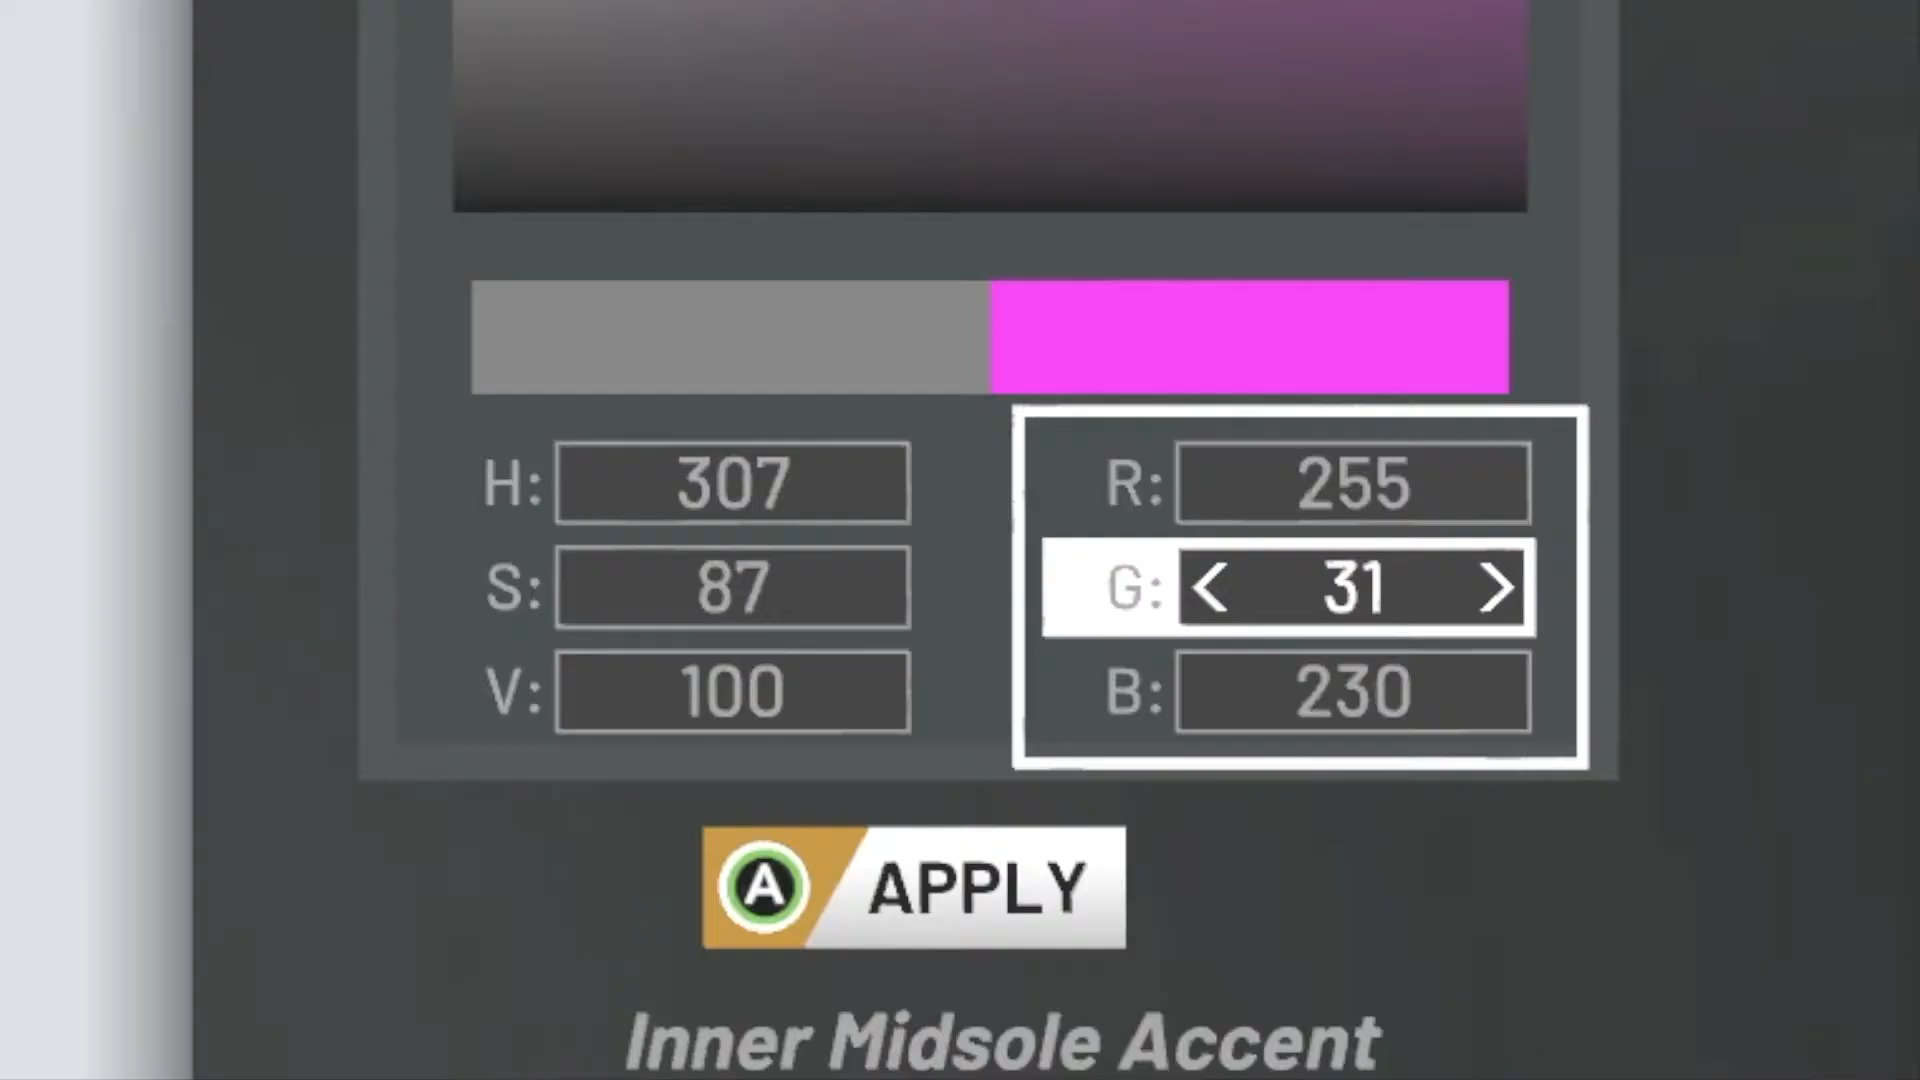 H: 307
S: 87
V: 100
R: 255
G: < 31 >
B: 230
A APPLY
Inner Midsole Accent